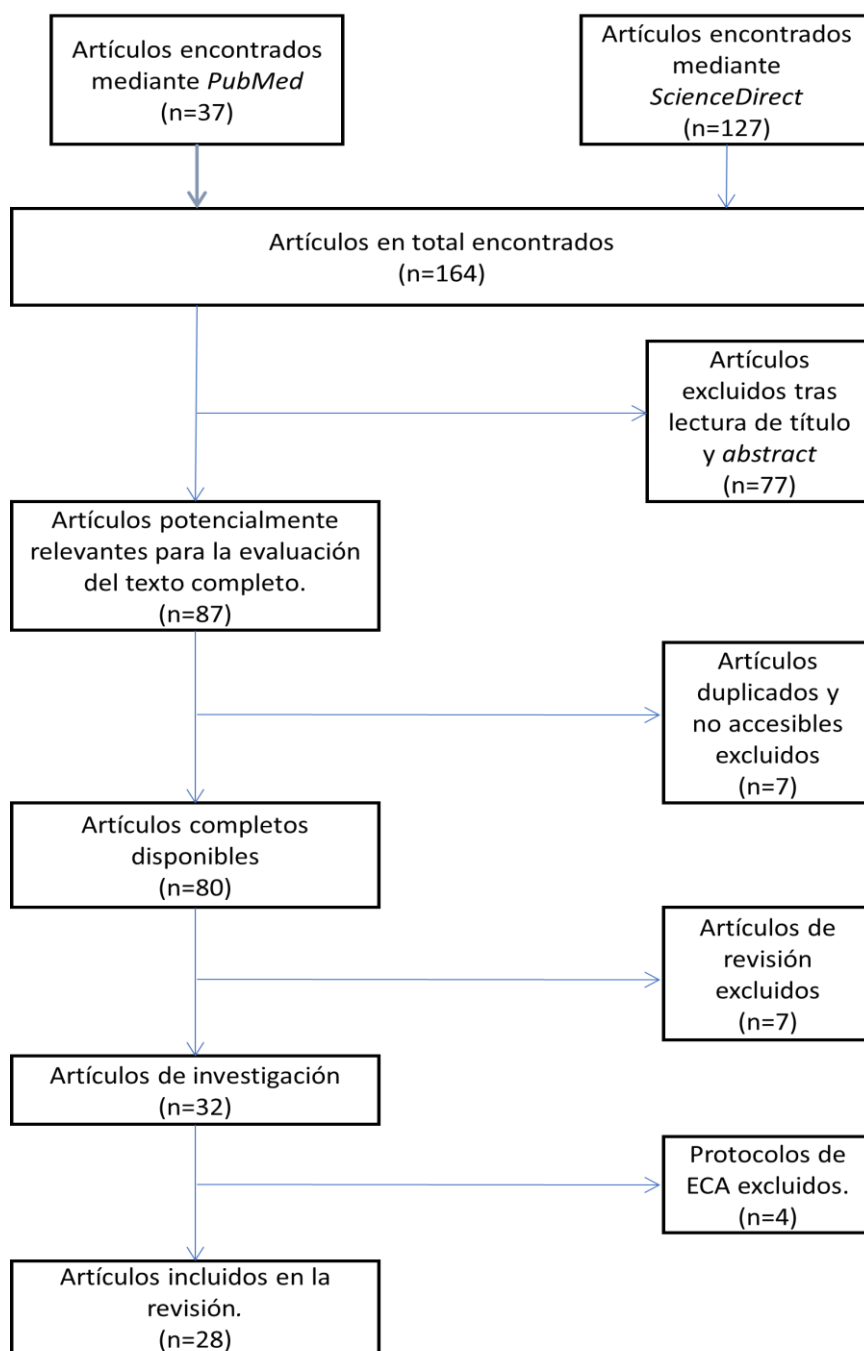 Artículos encontrados
mediante PubMed
(n=37)
Artículos encontrados
mediante
ScienceDirect
(n=127)
Artículos en total encontrados
(n=164)
Artículos
excluidos tras
lectura de título
y abstract
(n=77)
Artículos potencialmente
relevantes para la evaluación
del texto completo.
(n=87)
Artículos
duplicados y
no accesibles
excluidos
(n=7)
Artículos completos
disponibles
(n=80)
Artículos de
revisión
excluidos
(n=7)
Artículos de investigación
(n=32)
Protocolos de
ECA excluidos.
(n=4)
Artículos incluidos en la
revisión.
(n=28)